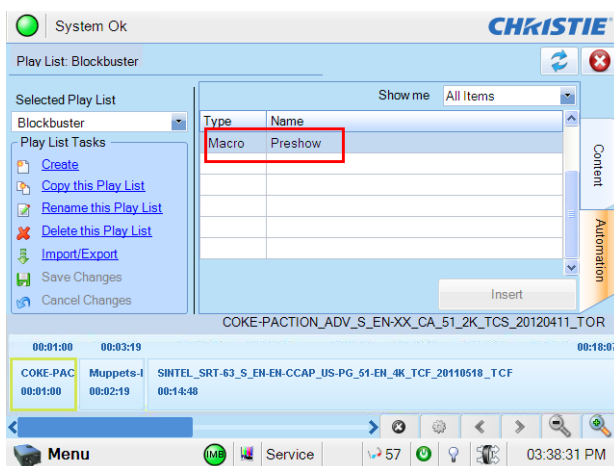 System Ok
CHRISTIE
Play List: Blockbuster
Selected Play List
Blockbuster
Play List Tasks
Create
Copy this Play List
Rename this Play List
Delete this Play List
Import/Export
Save Changes
Cancel Changes
Show me All Items
Type Name
Macro Preshow
Content
Automation
Insert
COKE-PACTION_ADV_S_EN-XX_CA_51_2K_TCS_20120411_TOR
00:01:00 00:03:19 00:18:0
COKE-PAC Muppets-I SINTEL_SRT-63_S_EN-EN-CCAP_US-PG_51-EN_4K_TCF_20110518_TCF
00:01:00 00:02:19 00:14:48
Menu IMB Service 57 03:38:31 PM